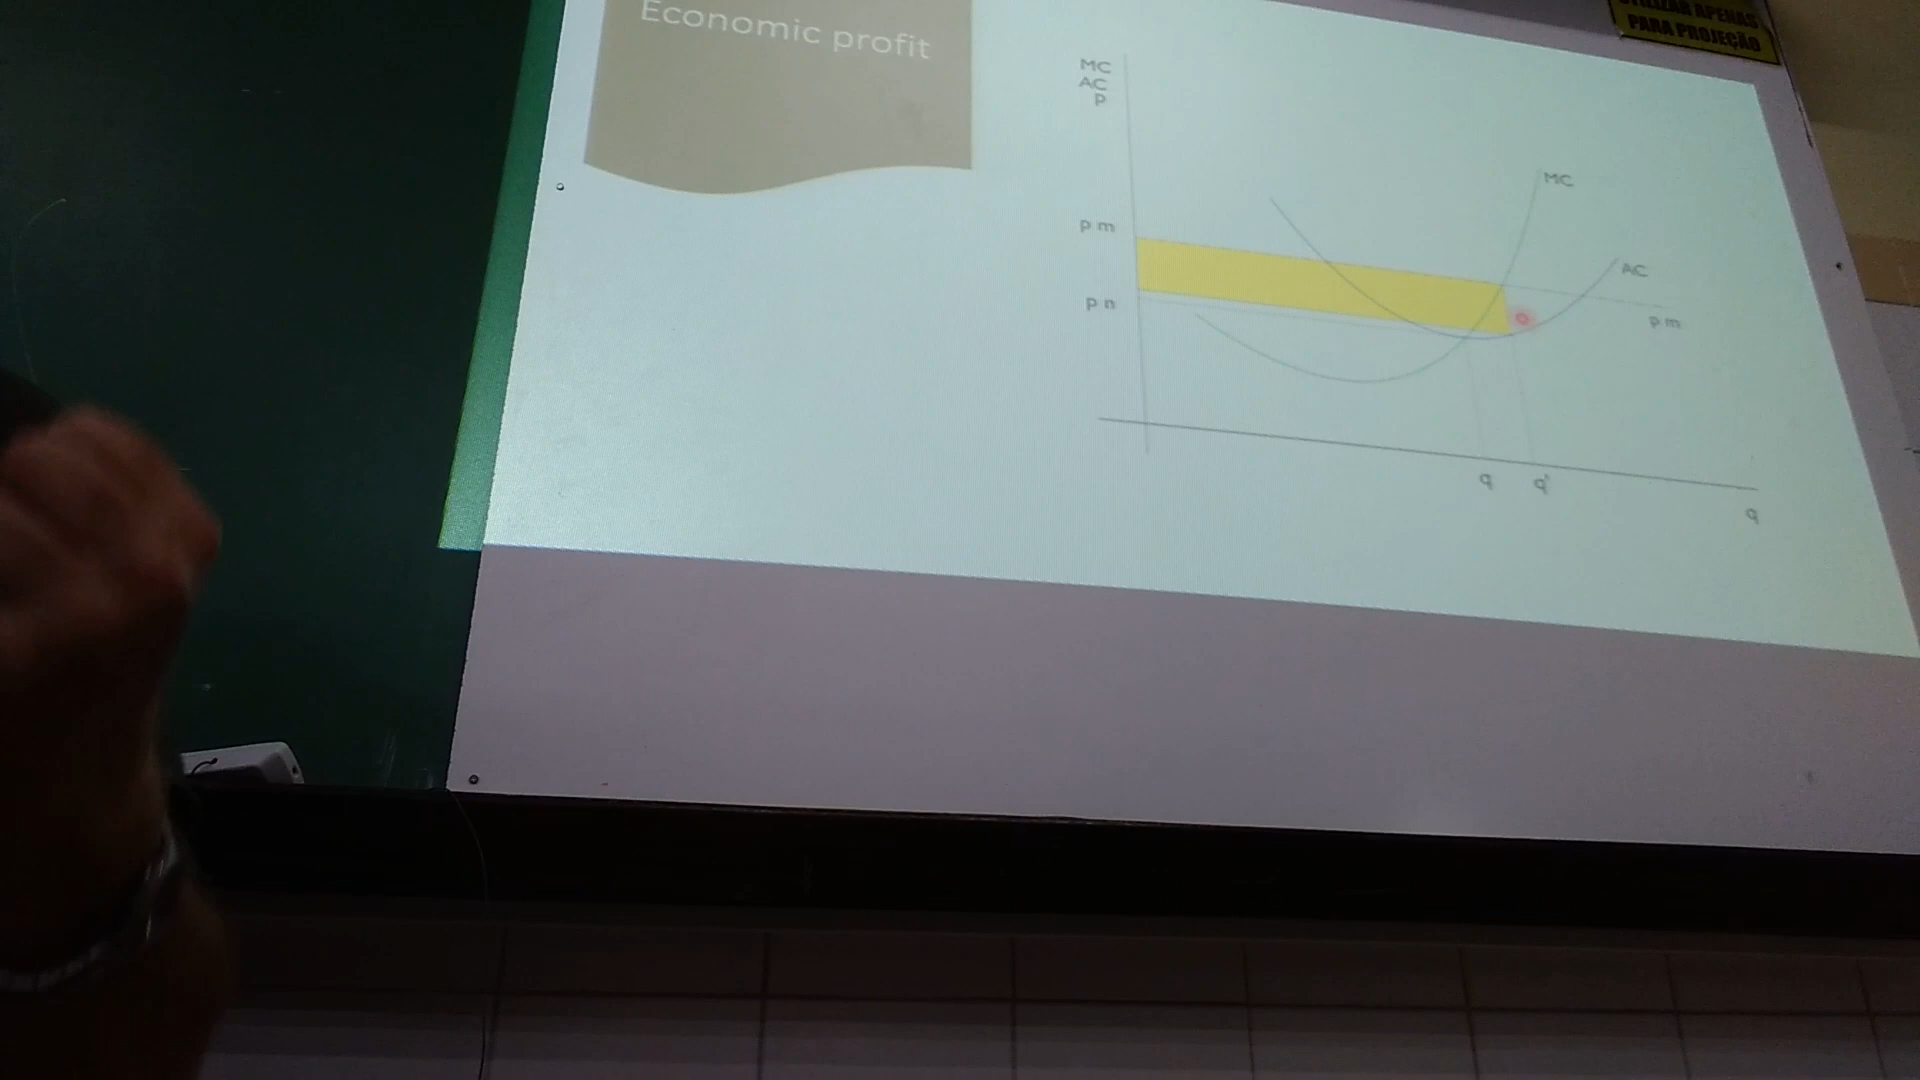 Economic profit
MC
AC
P
p m
p n
MC
AC
p m
q
q'
q
UTILIZAR APENAS
PARA PROJEÇÃO